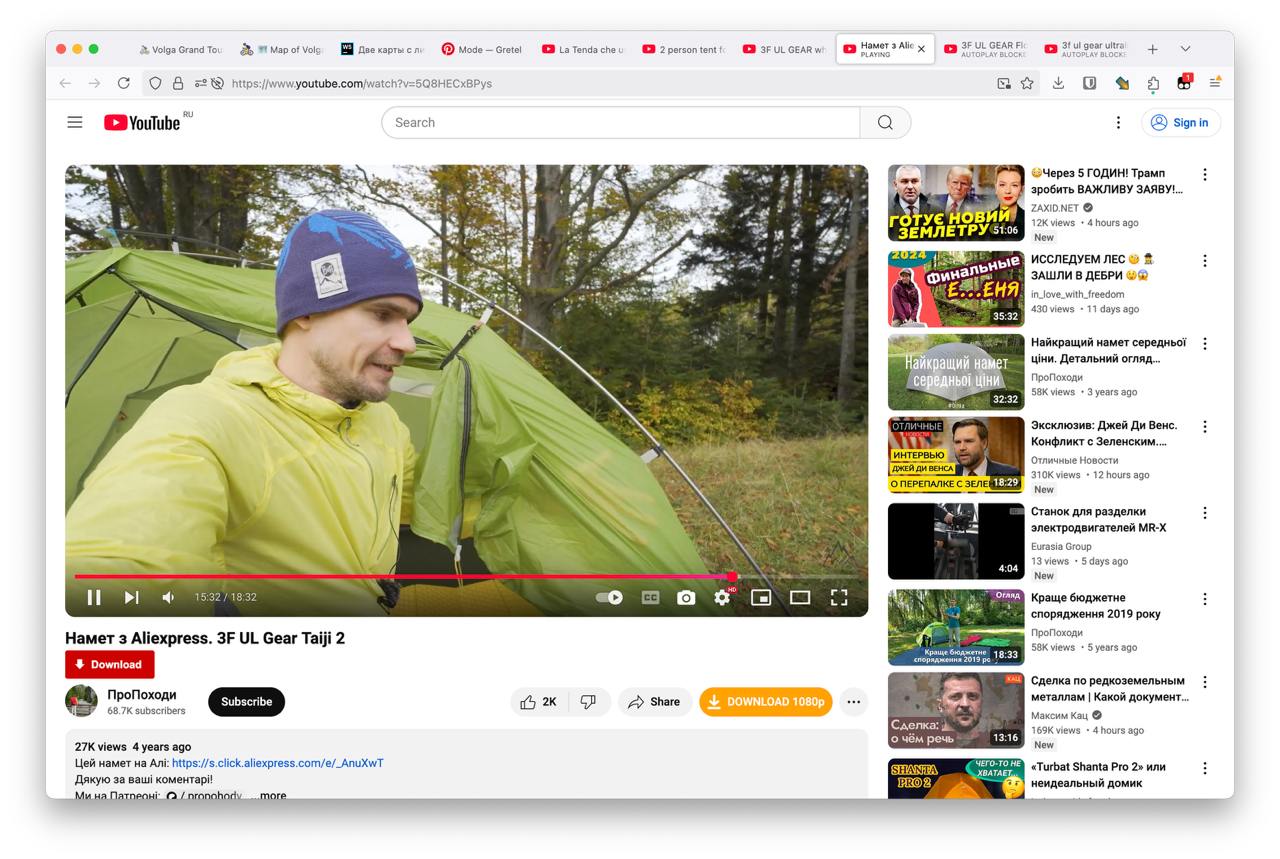 Volga Grand Tou
Map of Volg
Две карты с ли
Mode — Gretel
La Tenda che u
2 person tent fo
3F UL GEAR wh
Намет з Alie
PLAYING
3F UL GEAR Flo
AUTOPLAY BLOCKE
3f ul gear ultral
AUTOPLAY BLOCKE
https://www.youtube.com/watch?v=5Q8HECxBPys
1
YouTube RU
Search
Sign in
15:32 / 18:32
CC
HD
Намет з Aliexpress. 3F UL Gear Taiji 2
Download
ПроПоходи
68.7K subscribers
Subscribe
2K
Share
DOWNLOAD 1080p
27K views 4 years ago
Цей намет на Алі: https://s.click.aliexpress.com/e/_AnuXwT
Дякую за ваші коментарі!
Ми на Патреоні: / propohody ...more
ГОТУЄ НОВИЙ
ЗЕМЛЕТРУ
51:06
Через 5 ГОДИН! Трамп
зробить ВАЖЛИВУ ЗАЯВУ!...
ZAXID.NET
12K views • 4 hours ago
New
2024
Финальные
Е...ЕНЯ
35:32
ИССЛЕДУЕМ ЛЕС
ЗАШЛИ В ДЕБРИ
in_love_with_freedom
430 views • 11 days ago
Найкращий намет
середньої ціни
32:32
Найкращий намет середньої
ціни. Детальний огляд...
ПроПоходи
58K views • 3 years ago
ОТЛИЧНЫЕ
НОВОСТИ
ИНТЕРВЬЮ
ДЖЕЙ ДИ ВЕНСА
О ПЕРЕПАЛКЕ С ЗЕЛЕН
18:29
Эксклюзив: Джей Ди Венс.
Конфликт с Зеленским....
Отличные Новости
310K views • 12 hours ago
New
4:04
Станок для разделки
электродвигателей MR-X
Eurasia Group
13 views • 5 days ago
New
Огляд
Краще бюджетне
спорядження 2019 ро
18:33
Краще бюджетне
спорядження 2019 року
ПроПоходи
58K views • 5 years ago
КАЦ
Сделка:
о чём речь
13:16
Сделка по редкоземельным
металлам | Какой документ...
Максим Кац
169K views • 4 hours ago
New
SHANTA
PRO 2
ЧЕГО-ТО НЕ
ХВАТАЕТ...
«Turbat Shanta Pro 2» или
неидеальный домик